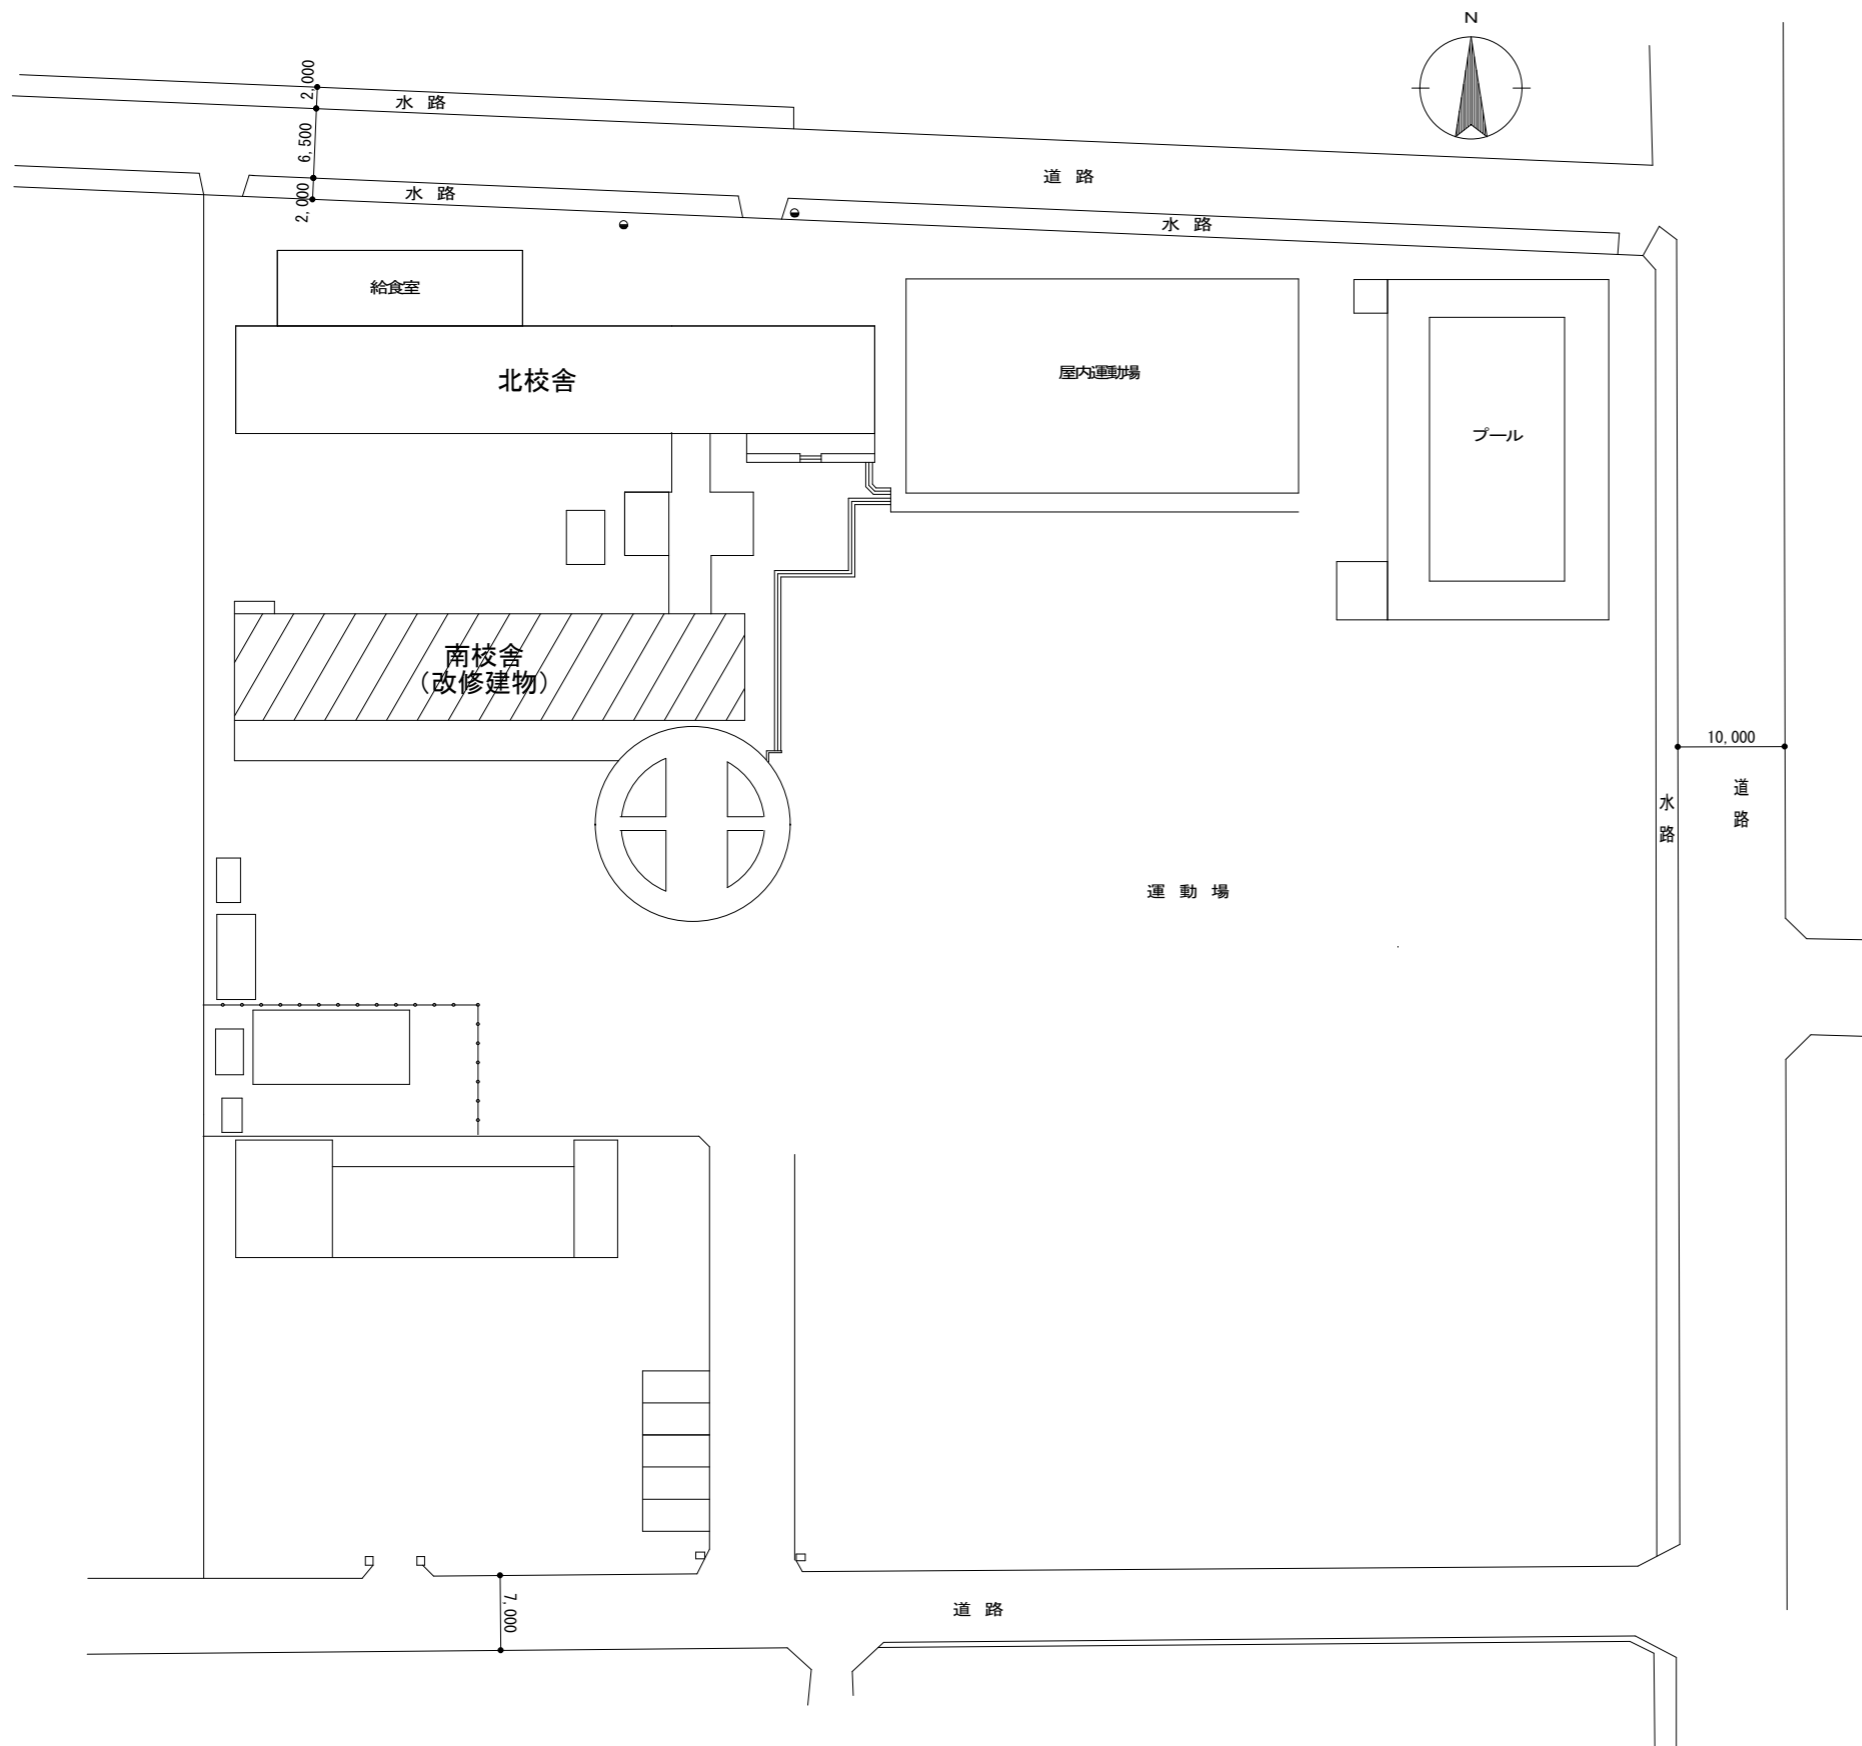 N
2,000
水路
6,500
道路
2,000
水路
水路
給食室
北校舎
屋内運動場
プール
南校舎
(改修建物)
10,000
道路
水路
運動場
7,000
道路